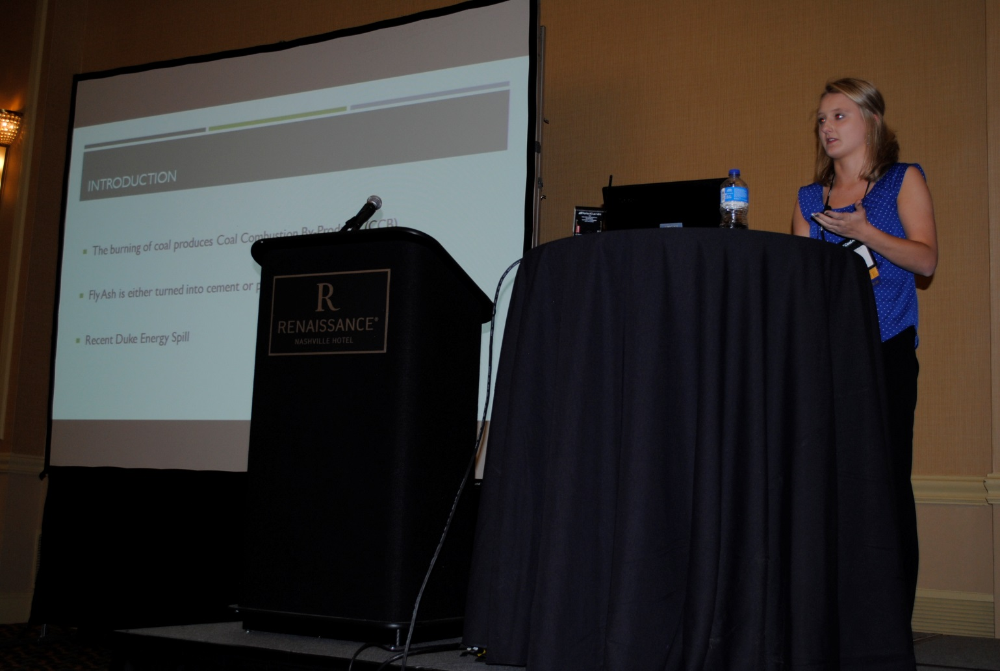 INTRODUCTION
The burning of coal produces Coal Combustion By-Products (CCB)
Fly Ash is either turned into cement or
Recent Duke Energy Spill
R
RENAISSANCE®
NASHVILLE HOTEL